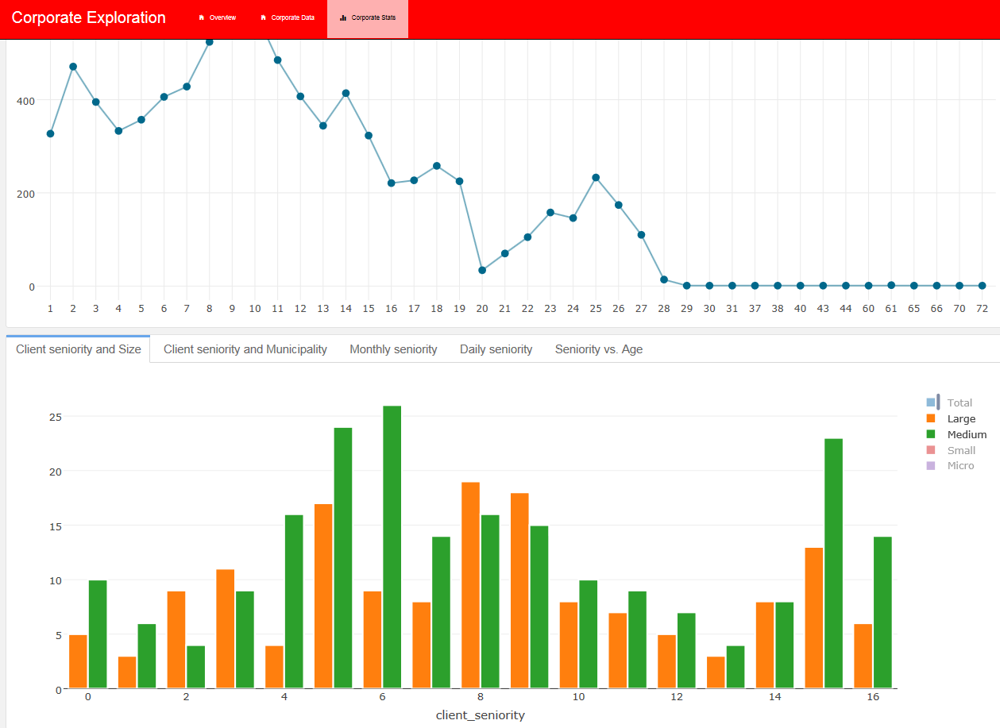 Corporate Exploration Overview Corporate Data Corporate Stats
400
200
0
1 2 3 4 5 6 7 8 9 10 11 12 13 14 15 16 17 18 19 20 21 22 23 24 25 26 27 28 29 30 31 37 38 40 43 44 60 61 65 66 70 72
Client seniority and Size Client seniority and Municipality Monthly seniority Daily seniority Seniority vs. Age
Total
Large
Medium
Small
Micro
25
20
15
10
5
0
0 2 4 6 8 10 12 14 16
client_seniority